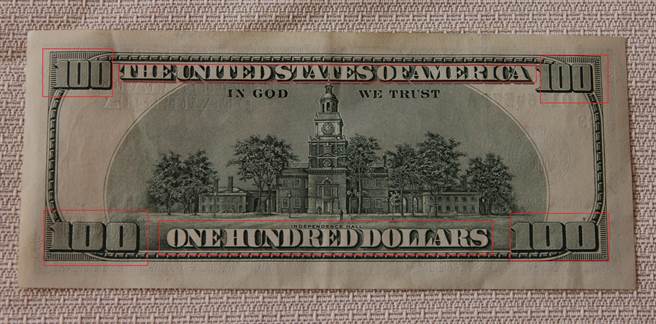 100 THE UNITED STATES OF AMERICA 100
IN GOD WE TRUST
INDEPENDENCE HALL
100 ONE HUNDRED DOLLARS 100